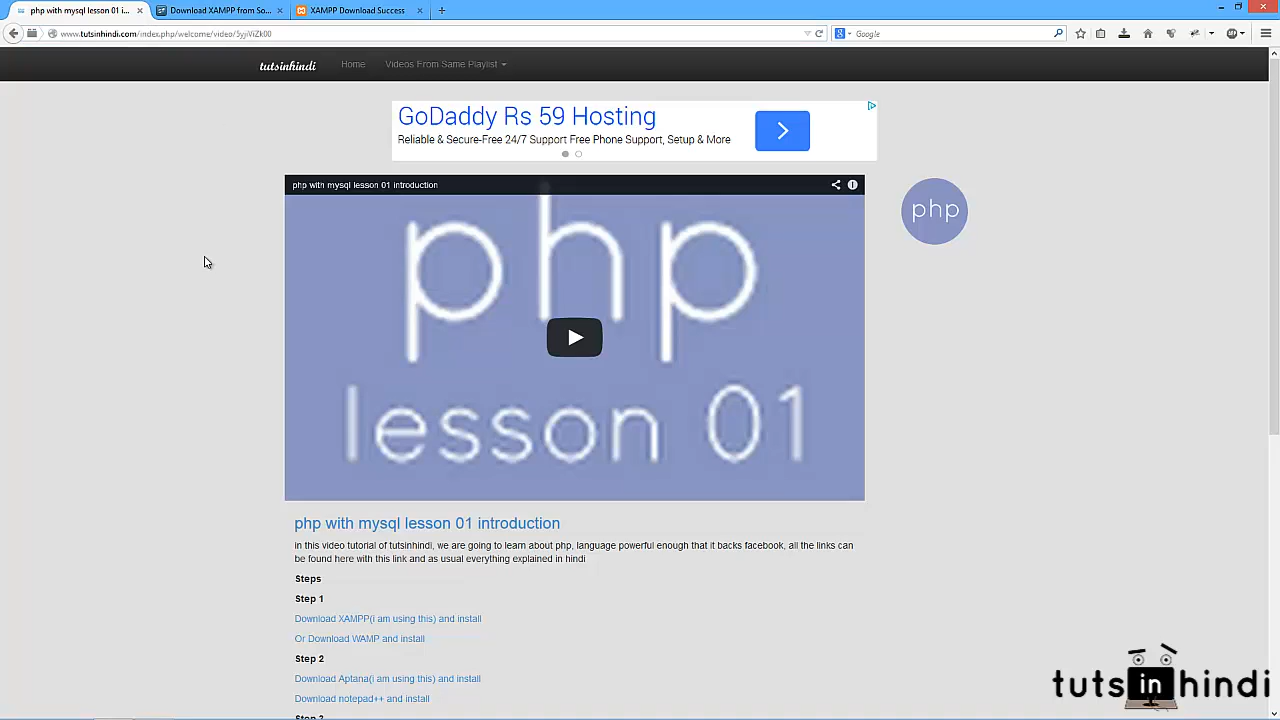 php with mysql lesson 01 i...
Download XAMPP from So...
XAMPP Download Success
www.tutsinhindi.com/index.php/welcome/video/5yjiViZk00
Google
tutsinhindi
Home
Videos From Same Playlist
GoDaddy Rs 59 Hosting
Reliable & Secure-Free 24/7 Support Free Phone Support, Setup & More
php with mysql lesson 01 introduction
php
lesson 01
php
php with mysql lesson 01 introduction
in this video tutorial of tutsinhindi, we are going to learn about php, language powerful enough that it backs facebook, all the links can
be found here with this link and as usual everything explained in hindi
Steps
Step 1
Download XAMPP(i am using this) and install
Or Download WAMP and install
Step 2
Download Aptana(i am using this) and install
Download notepad++ and install
Step 3
tuts in hindi